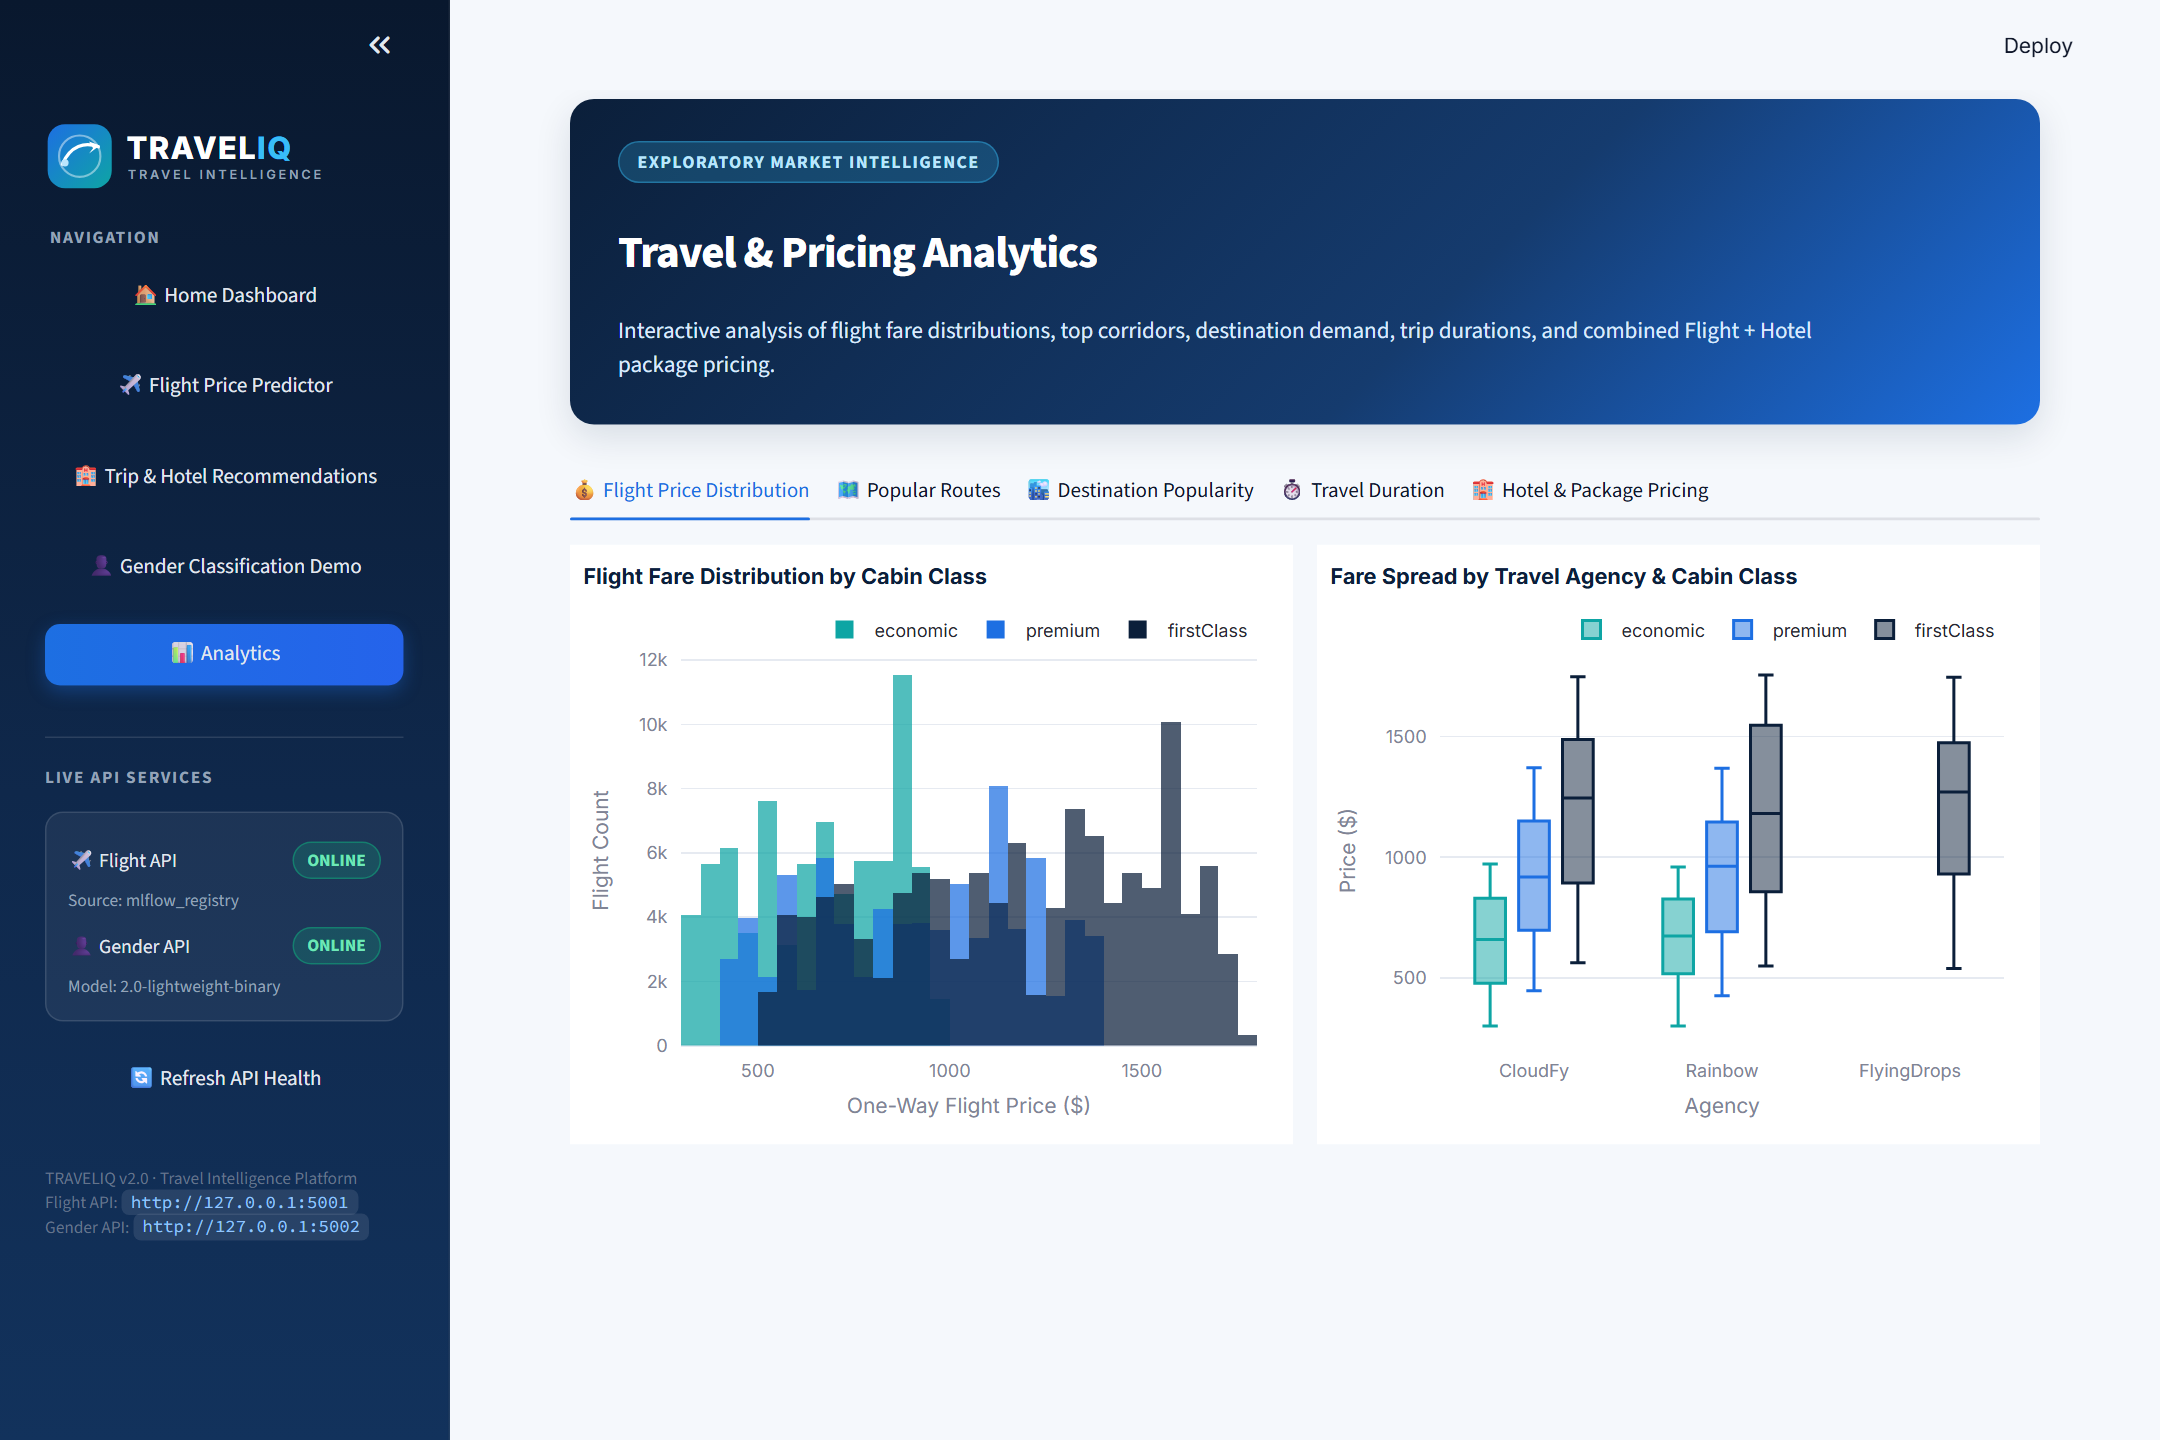 Deploy
TRAVELIQ
TRAVEL INTELLIGENCE
NAVIGATION
Home Dashboard
Flight Price Predictor
Trip & Hotel Recommendations
Gender Classification Demo
Analytics
LIVE API SERVICES
Flight API ONLINE
Source: mlflow_registry
Gender API ONLINE
Model: 2.0-lightweight-binary
Refresh API Health
TRAVELIQ v2.0 · Travel Intelligence Platform
Flight API: http://127.0.0.1:5001
Gender API: http://127.0.0.1:5002
EXPLORATORY MARKET INTELLIGENCE
Travel & Pricing Analytics
Interactive analysis of flight fare distributions, top corridors, destination demand, trip durations, and combined Flight + Hotel
package pricing.
Flight Price Distribution Popular Routes Destination Popularity Travel Duration Hotel & Package Pricing
Flight Fare Distribution by Cabin Class
economic premium firstClass
12k
10k
8k
6k
4k
2k
0
Flight Count
500 1000 1500
One-Way Flight Price ($)
Fare Spread by Travel Agency & Cabin Class
economic premium firstClass
1500
1000
500
Price ($)
CloudFy Rainbow FlyingDrops
Agency